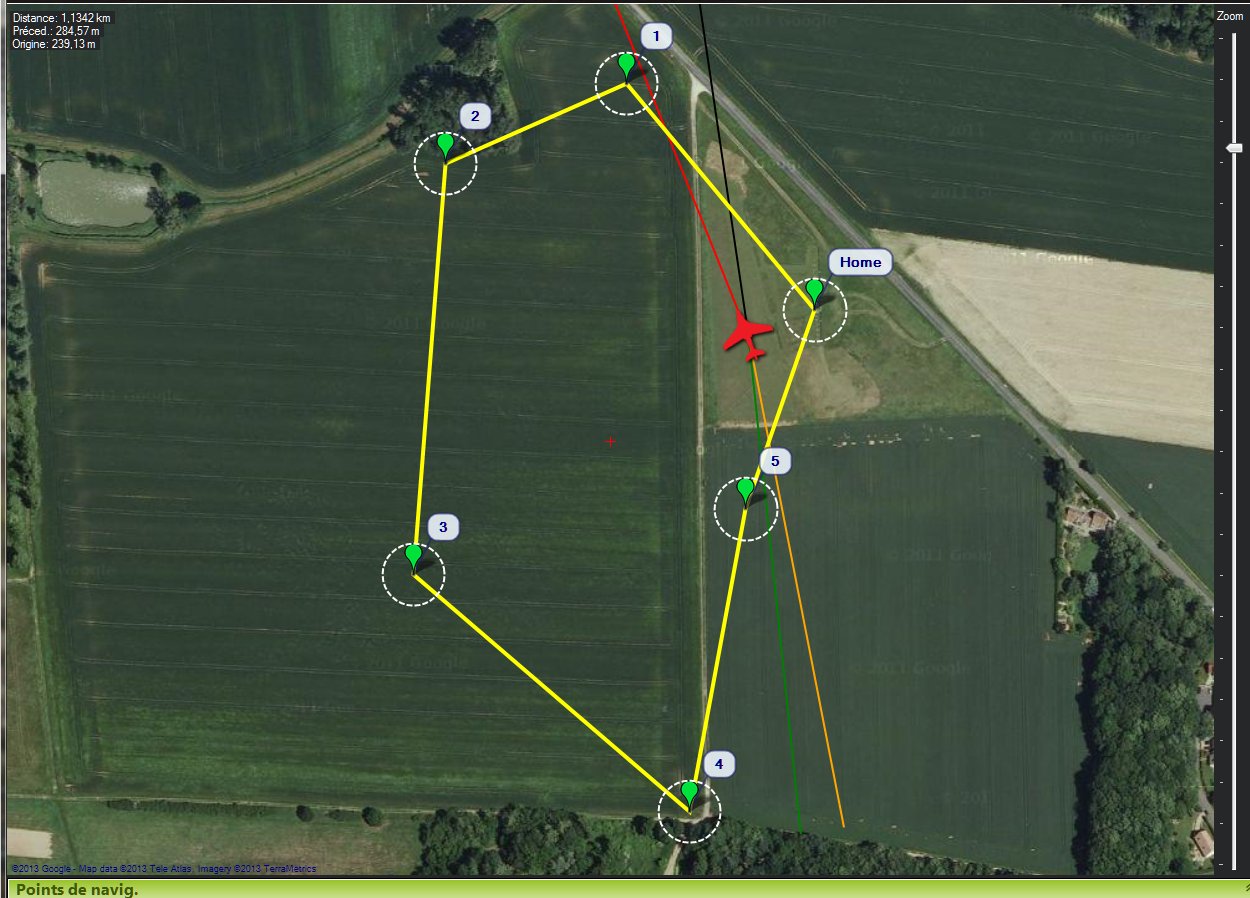 Distance: 1,1342 km
Préced.: 284,57 m
Origine: 239,13 m
Zoom
1
2
Home
5
3
4
©2013 Google - Map data ©2013 Tele Atlas, Imagery ©2013 TerraMetrics
Points de navig.